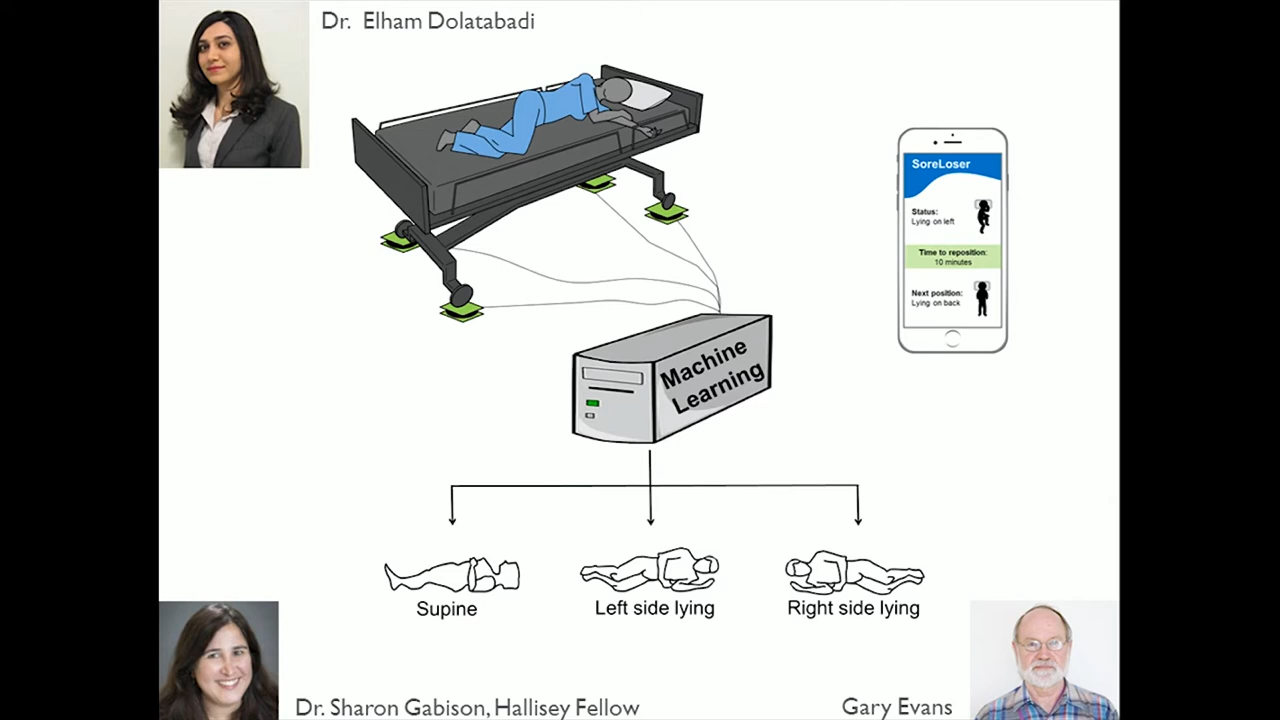 Dr. Elham Dolatabadi
SoreLoser
Status:
Lying on left
Time to reposition:
10 minutes
Next position:
Lying on back
Machine
Learning
Supine
Left side lying
Right side lying
Dr. Sharon Gabison, Hallisey Fellow
Gary Evans